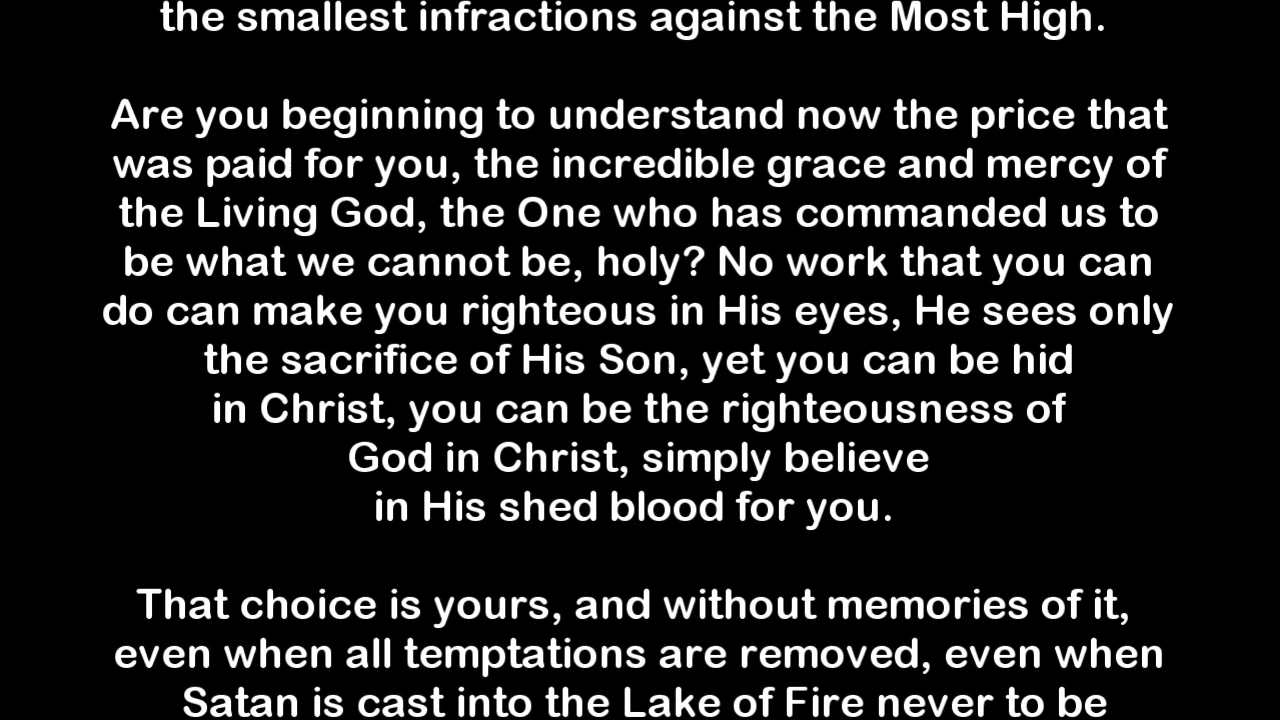 the smallest infractions against the Most High.
Are you beginning to understand now the price that
was paid for you, the incredible grace and mercy of
the Living God, the One who has commanded us to
be what we cannot be, holy? No work that you can
do can make you righteous in His eyes, He sees only
the sacrifice of His Son, yet you can be hid
in Christ, you can be the righteousness of
God in Christ, simply believe
in His shed blood for you.
That choice is yours, and without memories of it,
even when all temptations are removed, even when
Satan is cast into the Lake of Fire never to be